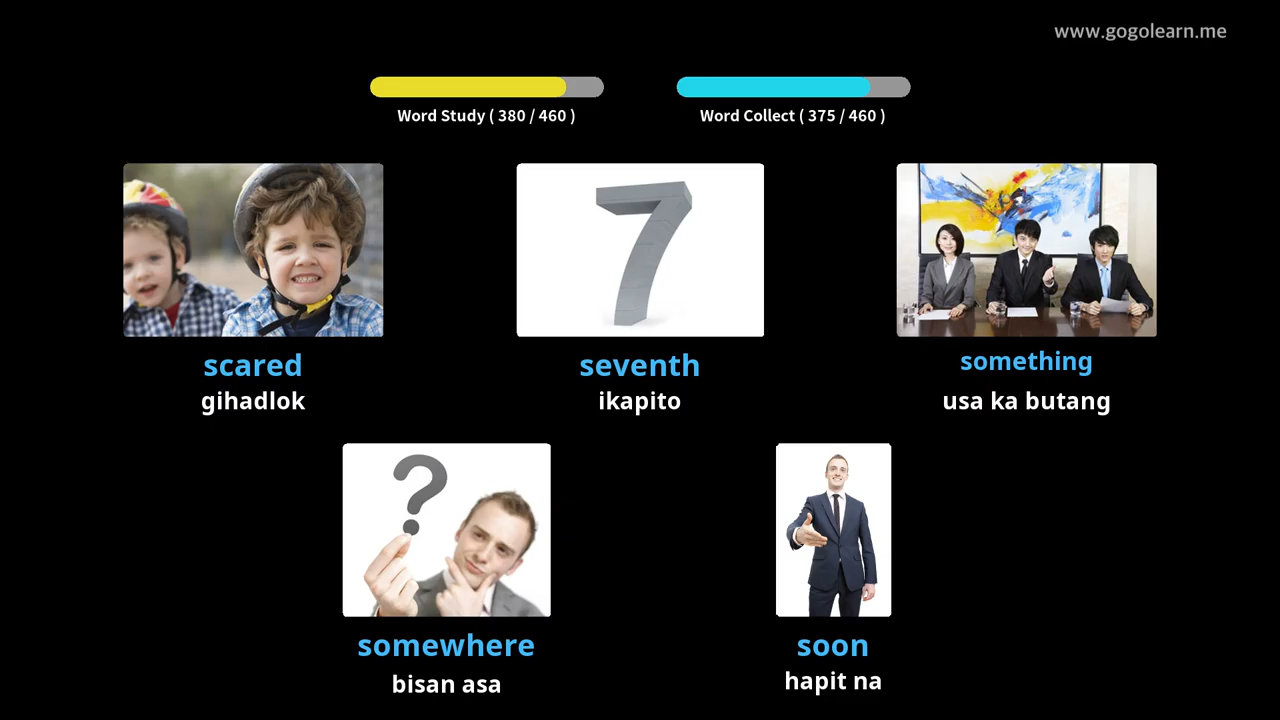 www.gogolearn.me
Word Study ( 380 / 460 )
Word Collect ( 375 / 460 )
7
scared
gihadlok
seventh
ikapito
something
usa ka butang
?
somewhere
bisan asa
soon
hapit na